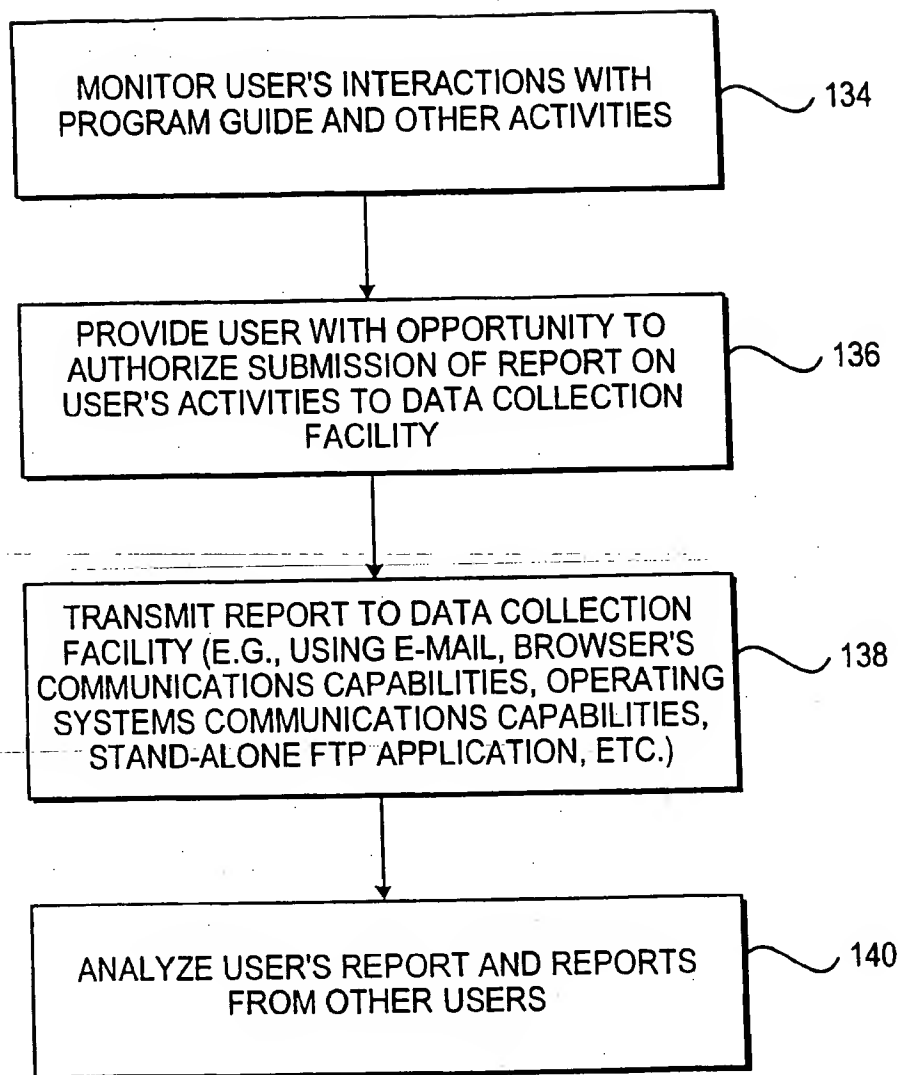 MONITOR USER'S INTERACTIONS WITH
PROGRAM GUIDE AND OTHER ACTIVITIES
134
PROVIDE USER WITH OPPORTUNITY TO
AUTHORIZE SUBMISSION OF REPORT ON
USER'S ACTIVITIES TO DATA COLLECTION
FACILITY
136
TRANSMIT REPORT TO DATA COLLECTION
FACILITY (E.G., USING E-MAIL, BROWSER'S
COMMUNICATIONS CAPABILITIES, OPERATING
SYSTEMS COMMUNICATIONS CAPABILITIES,
STAND-ALONE FTP APPLICATION, ETC.)
138
ANALYZE USER'S REPORT AND REPORTS
FROM OTHER USERS
140